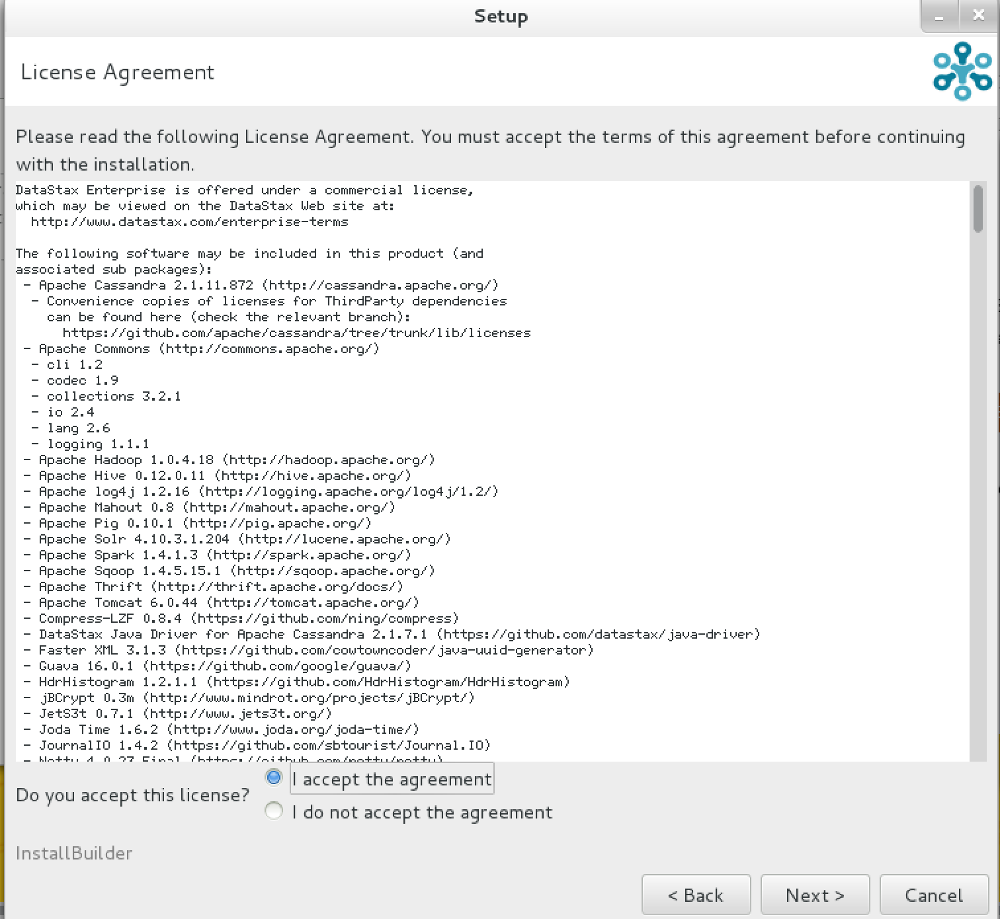 Setup
License Agreement
Please read the following License Agreement. You must accept the terms of this agreement before continuing
with the installation.
DataStax Enterprise is offered under a commercial license,
which may be viewed on the DataStax Web site at:
http://www.datastax.com/enterprise-terms
The following software may be included in this product (and
associated sub packages):
- Apache Cassandra 2.1.11.872 (http://cassandra.apache.org/)
- Convenience copies of licenses for ThirdParty dependencies
can be found here (check the relevant branch):
https://github.com/apache/cassandra/tree/trunk/lib/licenses
- Apache Commons (http://commons.apache.org/)
- cli 1.2
- codec 1.9
- collections 3.2.1
- io 2.4
- lang 2.6
- logging 1.1.1
- Apache Hadoop 1.0.4.18 (http://hadoop.apache.org/)
- Apache Hive 0.12.0.11 (http://hive.apache.org/)
- Apache log4j 1.2.16 (http://logging.apache.org/log4j/1.2/)
- Apache Mahout 0.8 (http://mahout.apache.org/)
- Apache Pig 0.10.1 (http://pig.apache.org/)
- Apache Solr 4.10.3.1.204 (http://lucene.apache.org/)
- Apache Spark 1.4.1.3 (http://spark.apache.org/)
- Apache Sqoop 1.4.5.15.1 (http://sqoop.apache.org/)
- Apache Thrift (http://thrift.apache.org/docs/)
- Apache Tomcat 6.0.44 (http://tomcat.apache.org/)
- Compress-LZF 0.8.4 (https://github.com/ning/compress)
- DataStax Java Driver for Apache Cassandra 2.1.7.1 (https://github.com/datastax/java-driver)
- Faster XML 3.1.3 (https://github.com/cowtowncoder/java-uuid-generator)
- Guava 16.0.1 (https://github.com/google/guava/)
- HdrHistogram 1.2.1.1 (https://github.com/HdrHistogram/HdrHistogram)
- jBCrypt 0.3m (http://www.mindrot.org/projects/jBCrypt/)
- JetS3t 0.7.1 (http://www.jets3t.org/)
- Joda Time 1.6.2 (http://www.joda.org/joda-time/)
- JournalIO 1.4.2 (https://github.com/sbtourist/Journal.IO)
- Netty 4.0.27.Final (https://github.com/netty/netty)
Do you accept this license?
I accept the agreement
I do not accept the agreement
InstallBuilder
< Back
Next >
Cancel